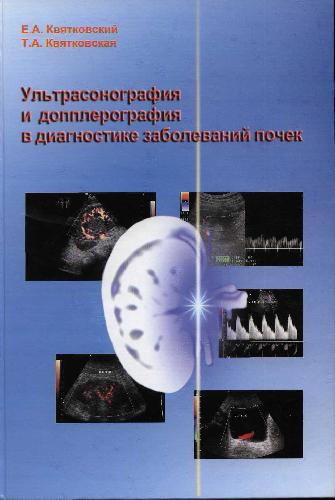 Е.А. Квятковский
Т.А. Квятковская
Ультрасонография
и допплерография
в диагностике заболеваний почек